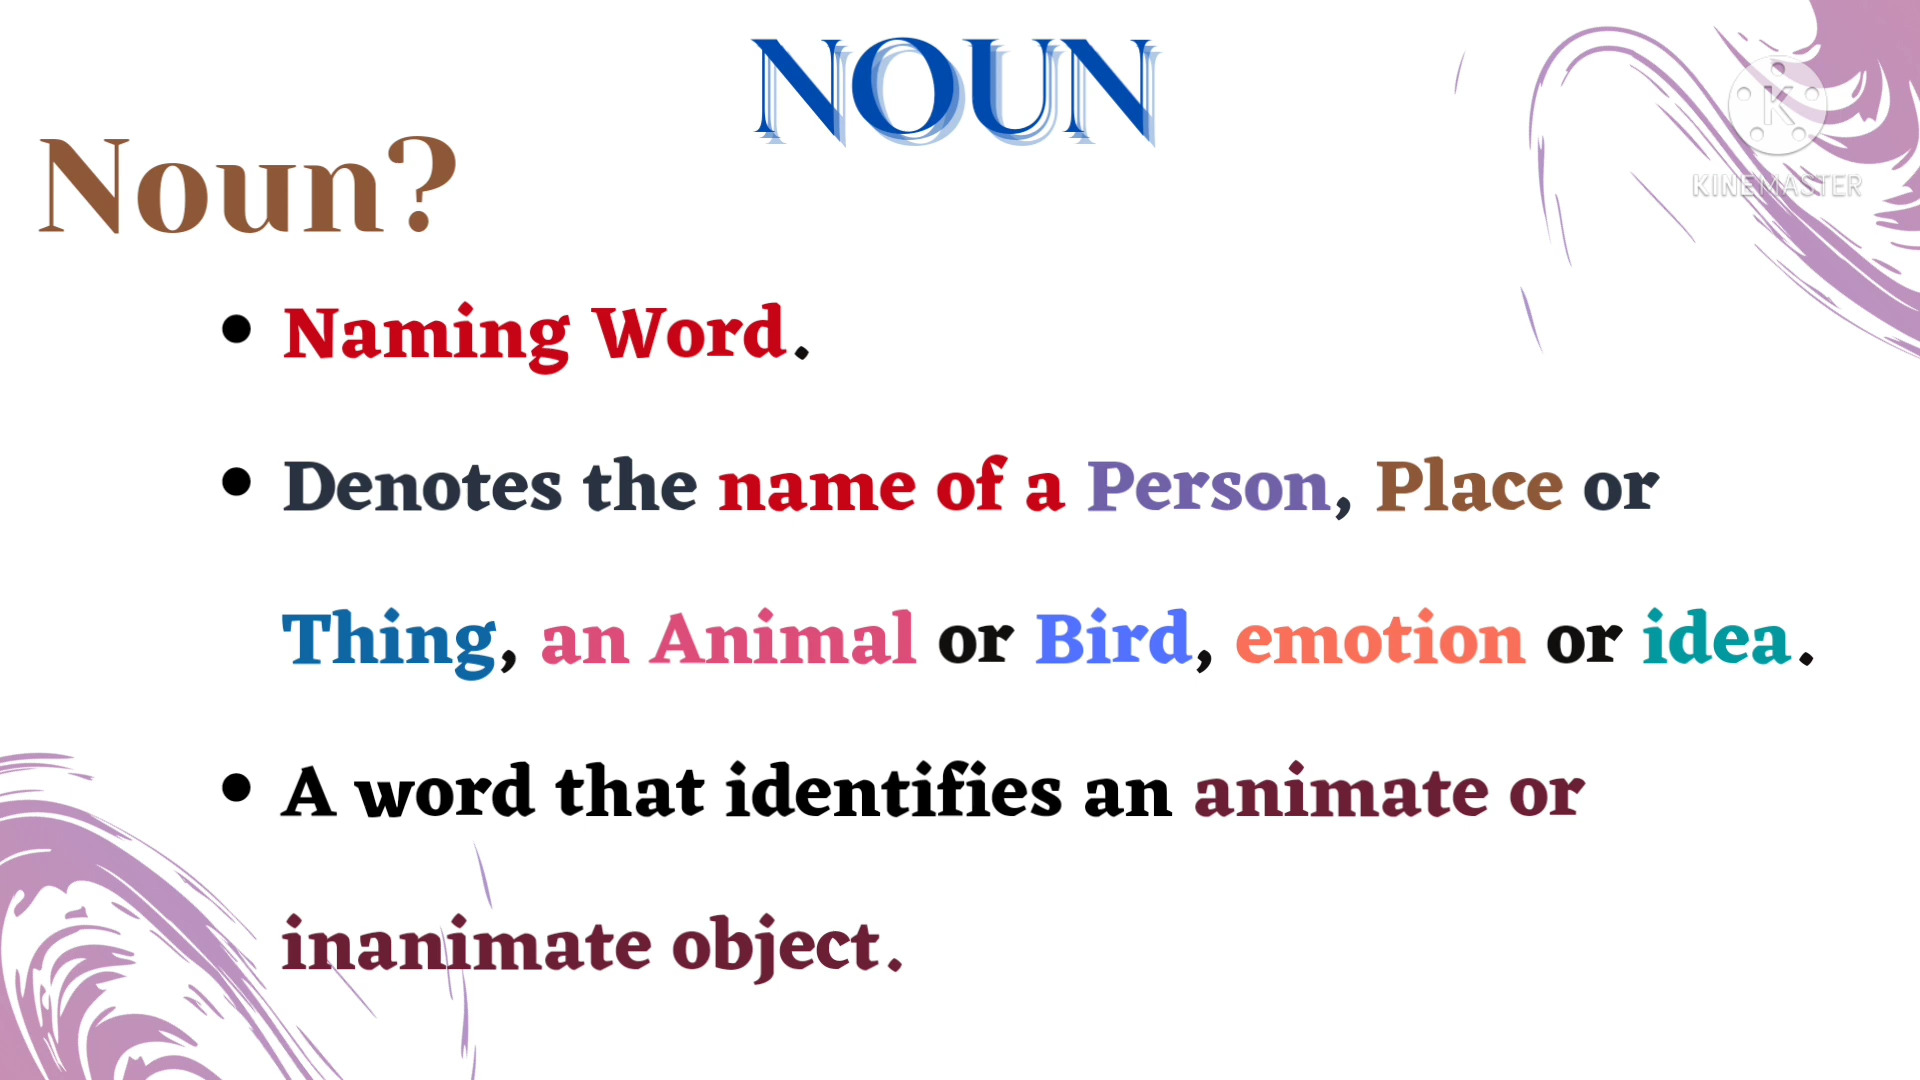 NOUN
Noun?
K
KINEMASTER
• Naming Word.
• Denotes the name of a Person, Place or
Thing, an Animal or Bird, emotion or idea.
• A word that identifies an animate or
inanimate object.